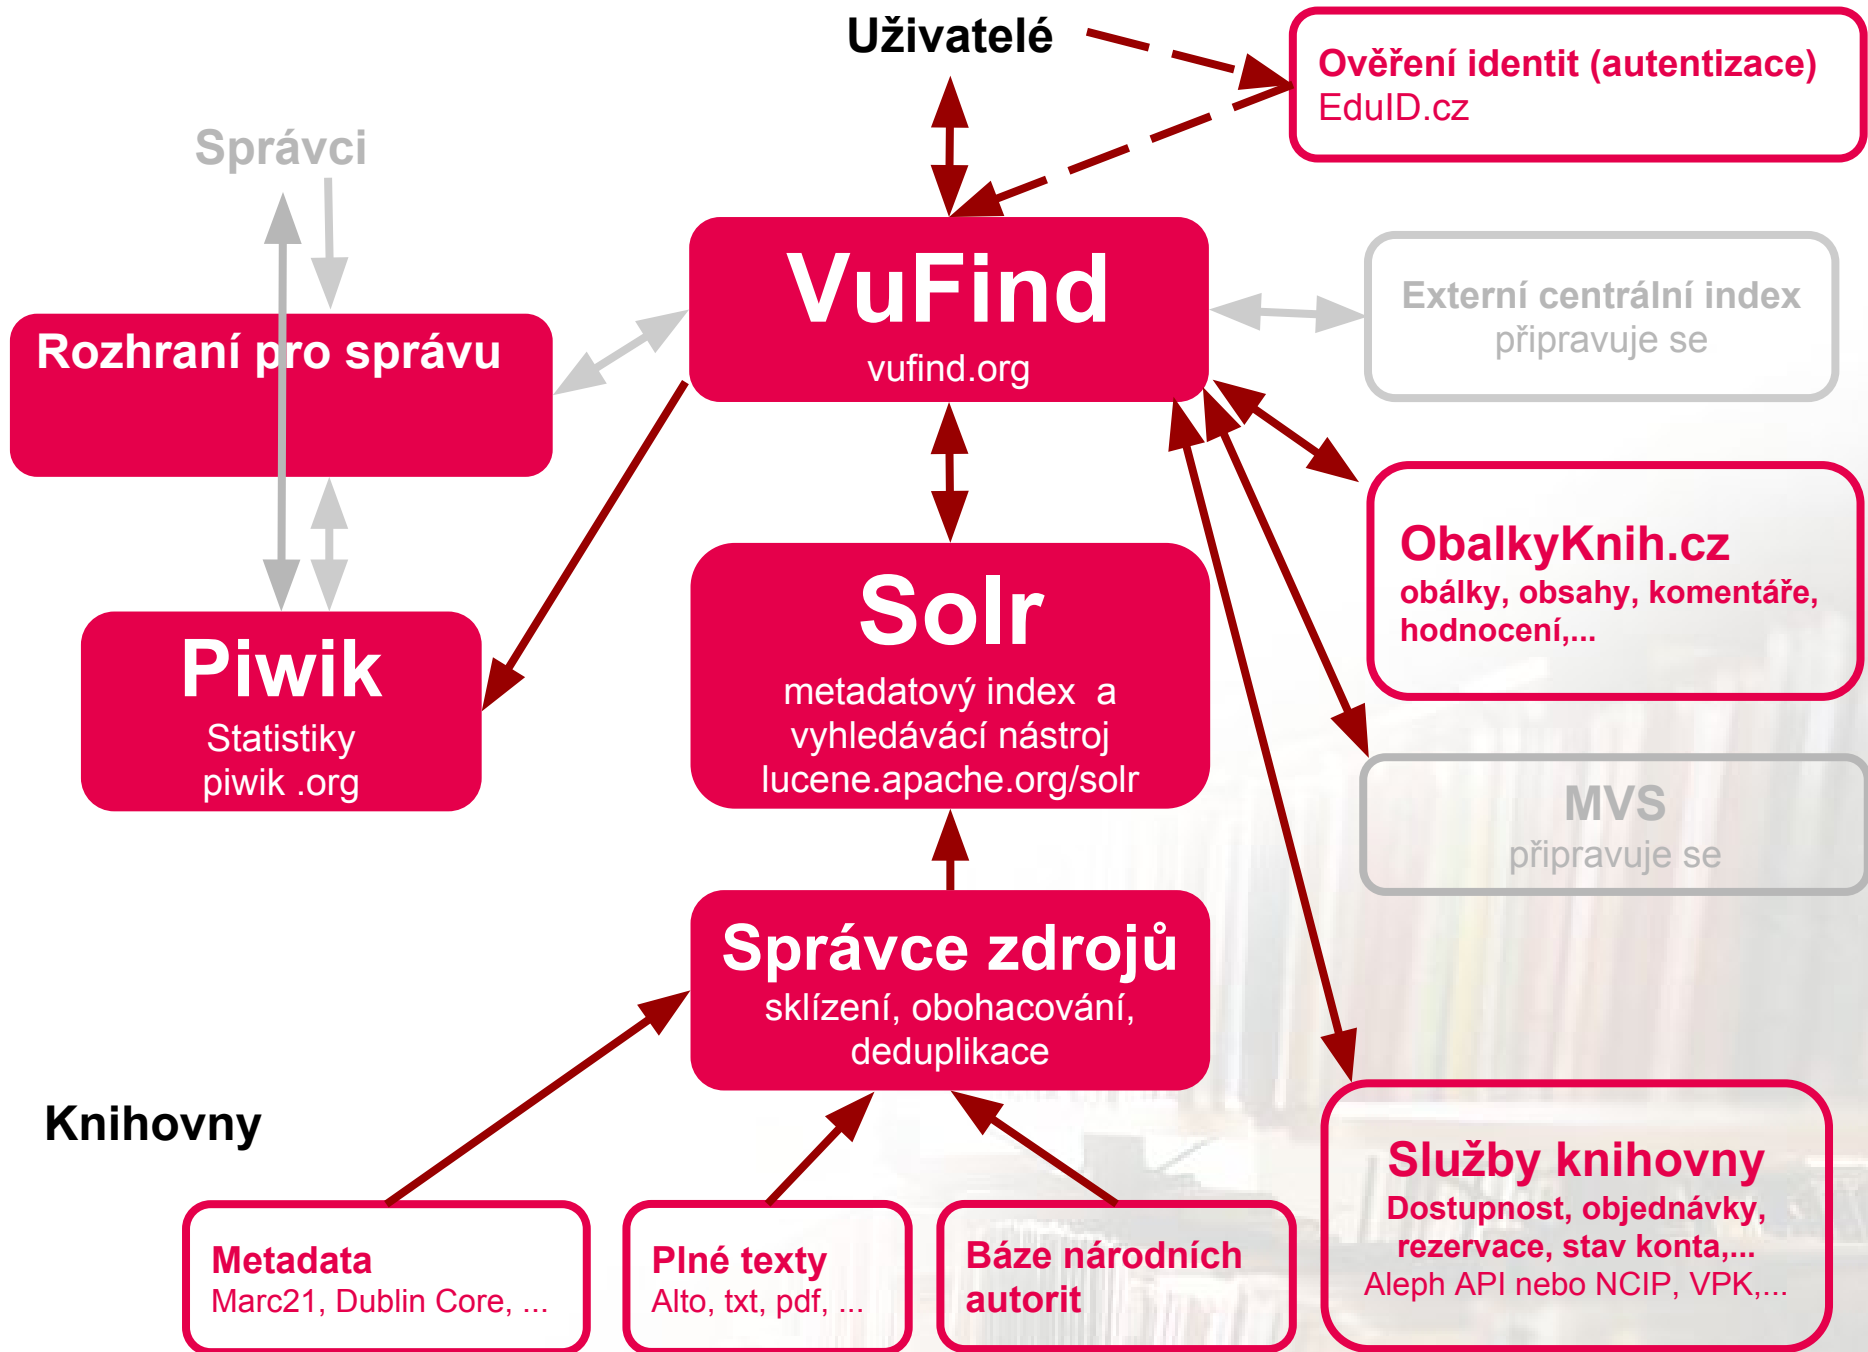 Uživatelé
Ověření identit (autentizace)
EduID.cz
Správci
VuFind
vufind.org
Externí centrální index
připravuje se
Rozhraní pro správu
ObalkyKnih.cz
obálky, obsahy, komentáře,
hodnocení,...
Piwik
Statistiky
piwik .org
Solr
metadatový index  a
vyhledávácí nástroj
lucene.apache.org/solr
MVS
připravuje se
Správce zdrojů
sklízení, obohacování,
deduplikace
Knihovny
Služby knihovny
Dostupnost, objednávky,
rezervace, stav konta,...
Aleph API nebo NCIP, VPK,...
Metadata
Marc21, Dublin Core, ...
Plné texty
Alto, txt, pdf, ...
Báze národních
autorit